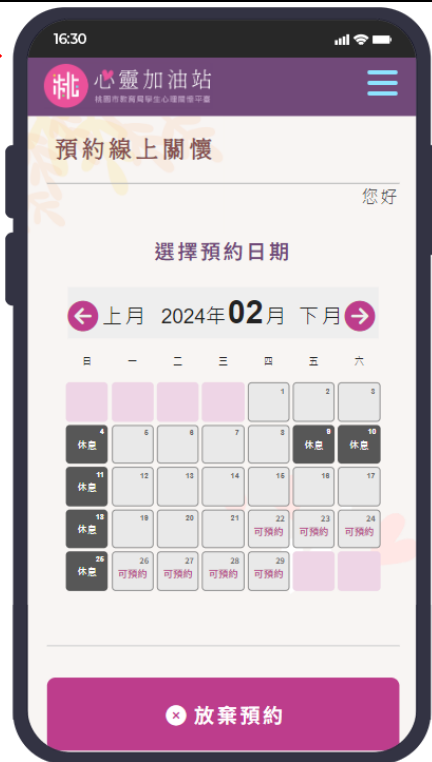 16:30
桃 心靈加油站
桃園市教育局學生心理關懷平臺
預約線上關懷
您好
選擇預約日期
上月 2024年02月 下月
日 一 二 三 四 五 六
1 2 3
4 5 6 7 8 9 10
休息 休息 休息
11 12 13 14 15 16 17
休息
18 19 20 21 22 23 24
休息 可預約 可預約 可預約
25 26 27 28 29
休息 可預約 可預約 可預約 可預約
放棄預約